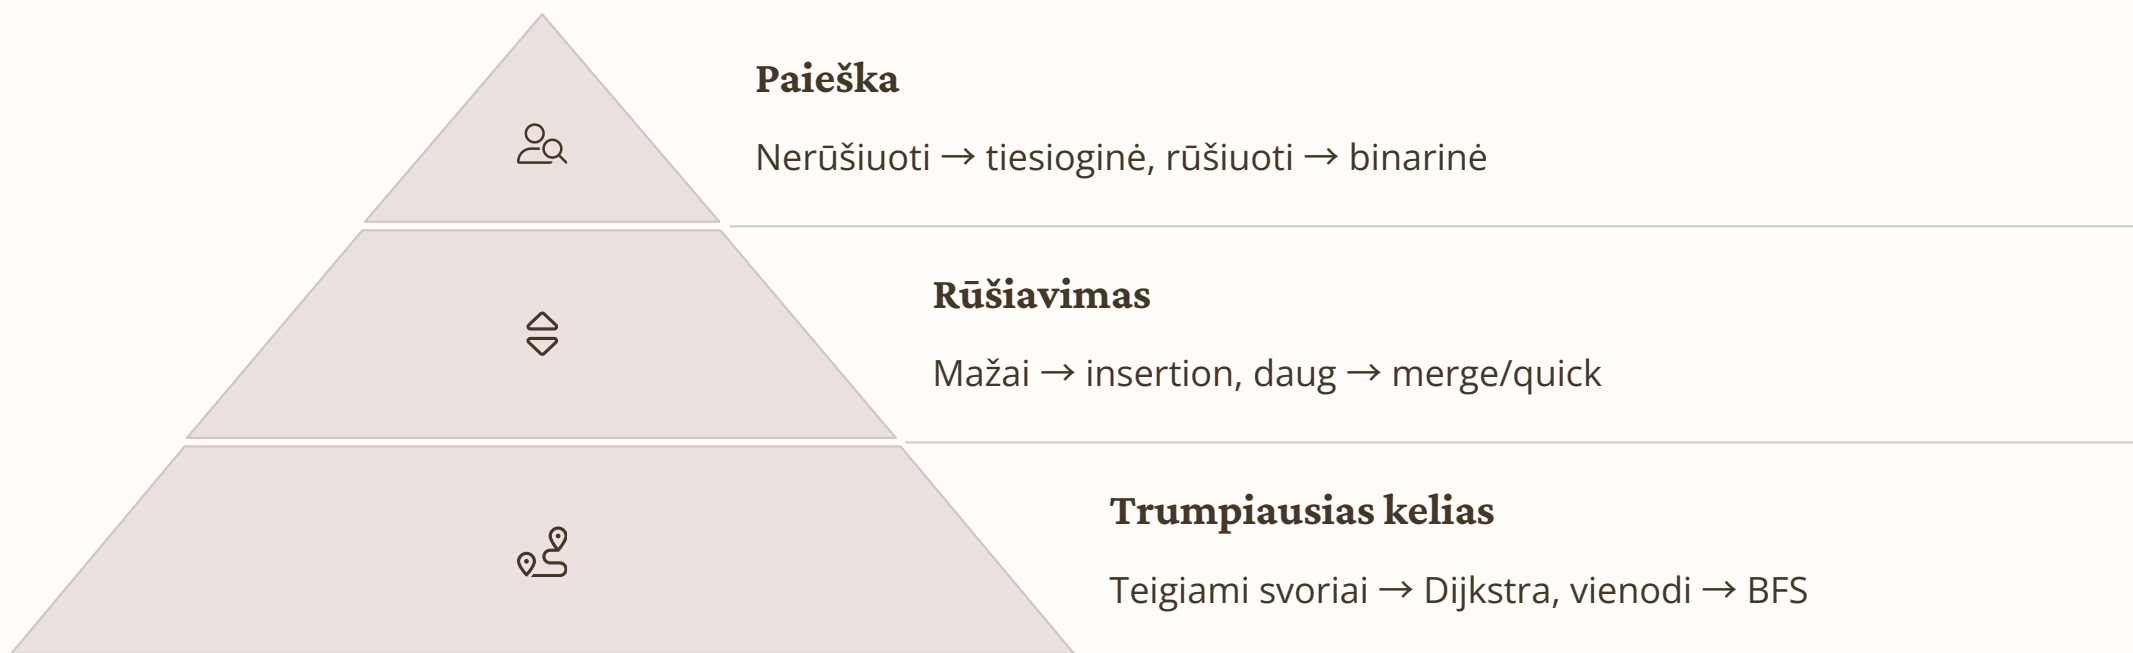 Paieška
Nerūšiuoti → tiesioginė, rūšiuoti → binarinė
Rūšiavimas
Mažai → insertion, daug → merge/quick
Trumpiausias kelias
Teigiami svoriai → Dijkstra, vienodi → BFS